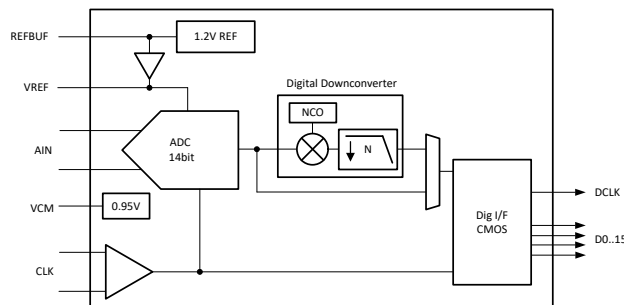 REFBUF
1.2V REF
VREF
Digital Downconverter
NCO
ADC
14bit
N
AIN
VCM
0.95V
Dig I/F
CMOS
DCLK
D0..15
CLK